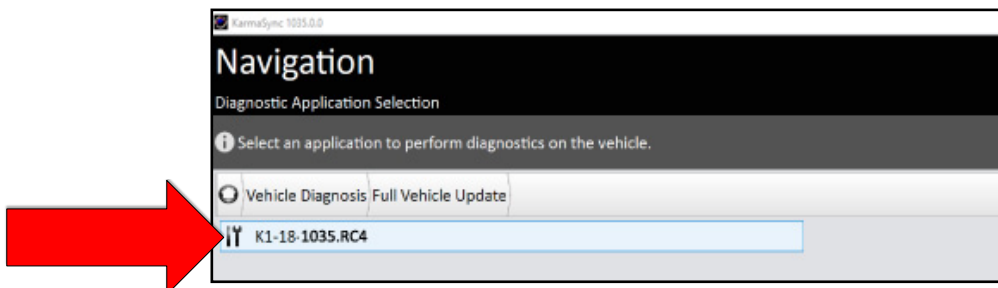 KarmaSync 1035.0.0
Navigation
Diagnostic Application Selection
Select an application to perform diagnostics on the vehicle.
Vehicle Diagnosis Full Vehicle Update
K1-18-1035.RC4